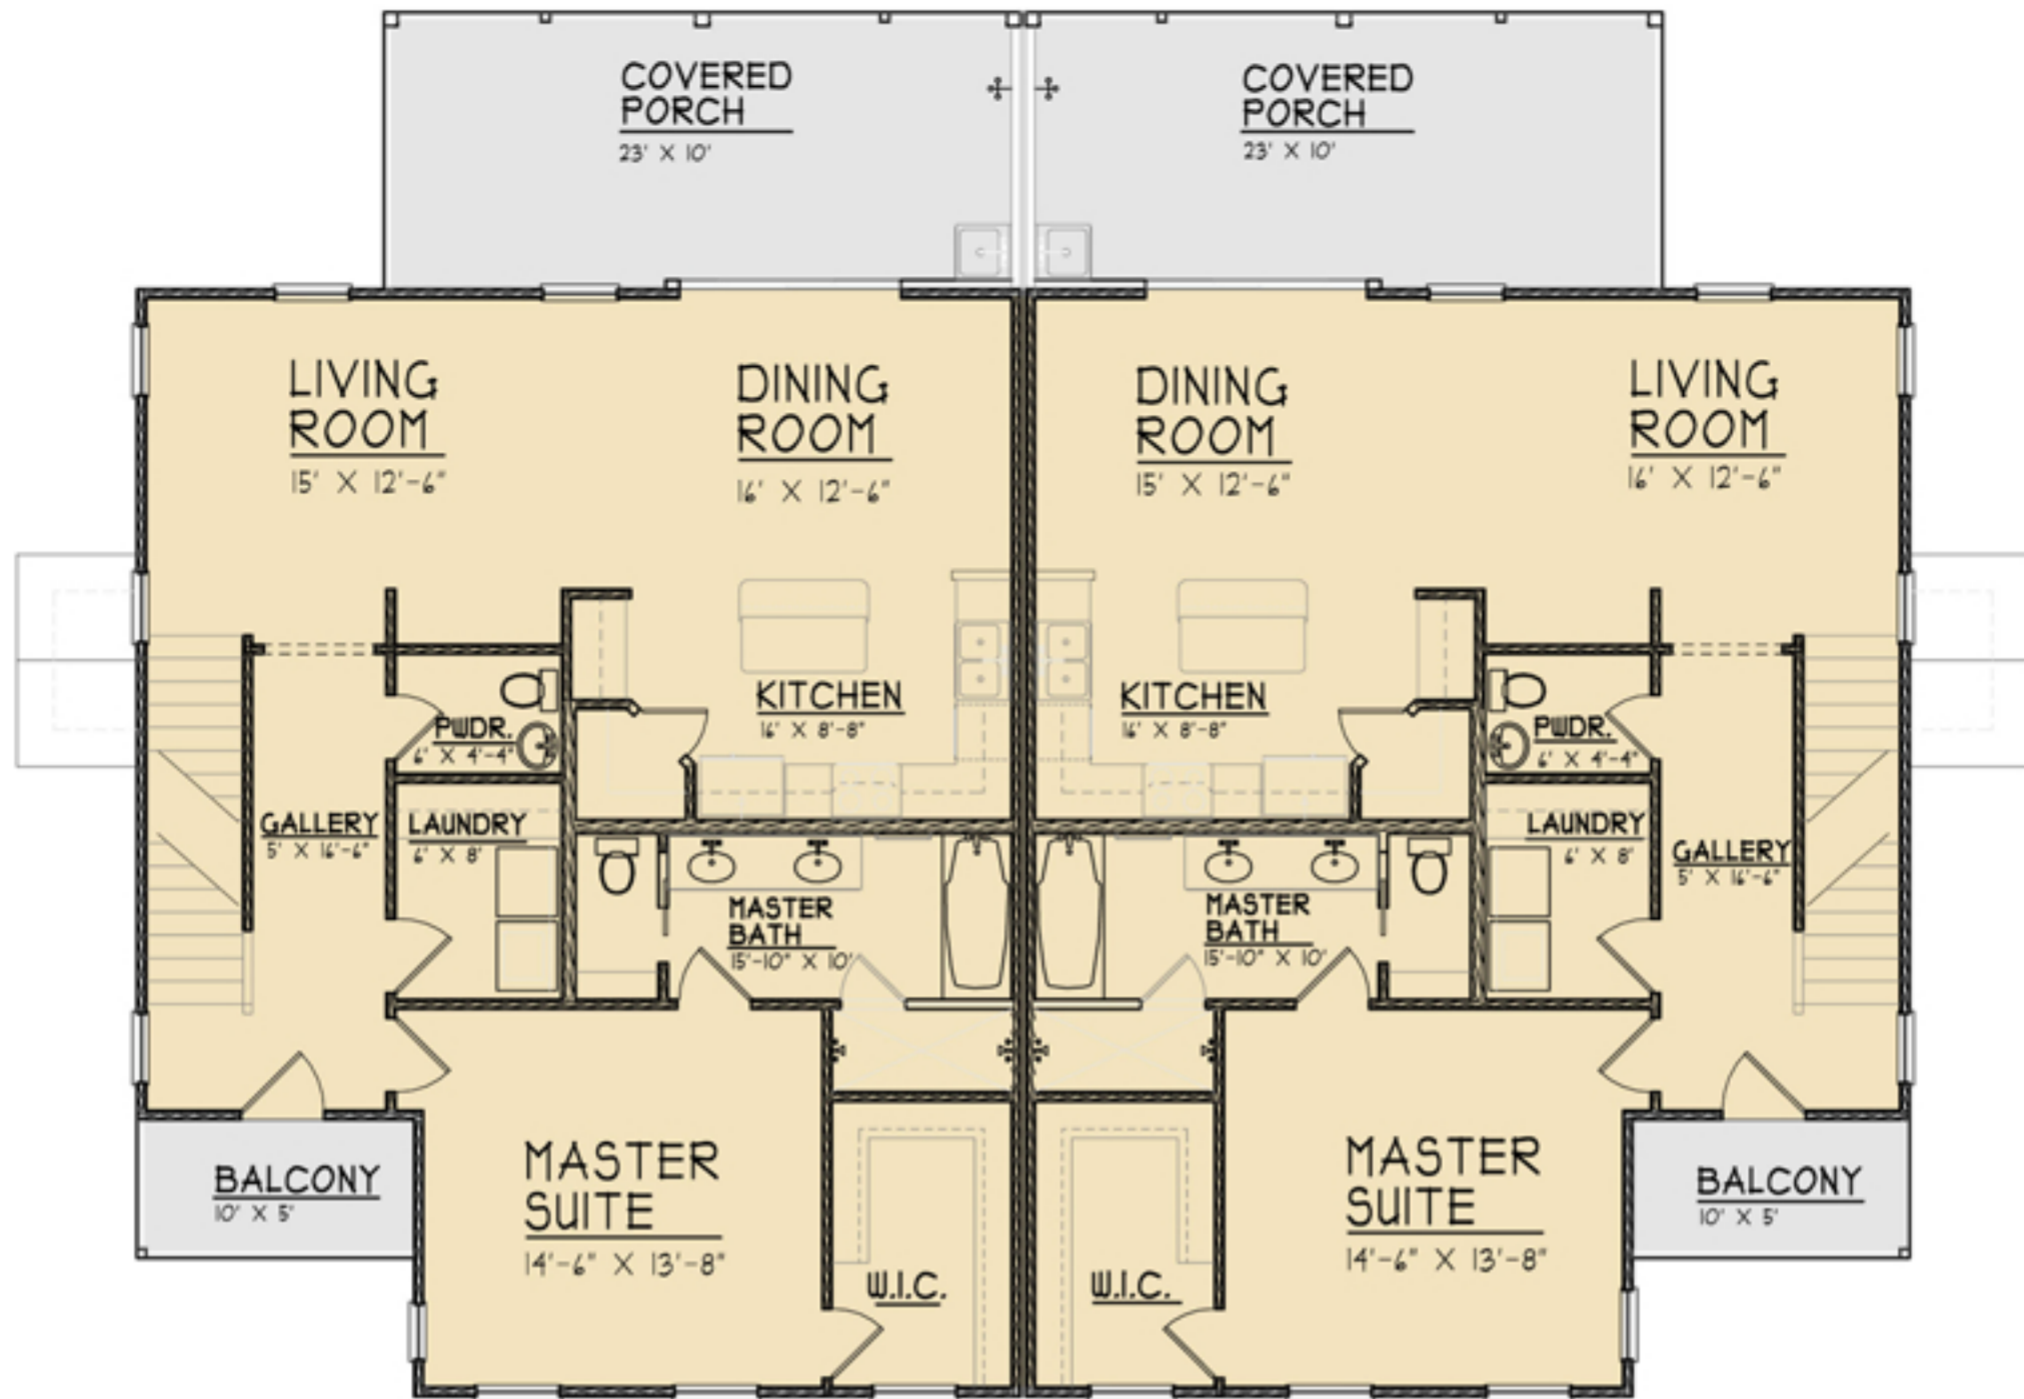 COVERED
PORCH
23' X 10'
COVERED
PORCH
23' X 10'
LIVING
ROOM
15' X 12'-6"
DINING
ROOM
16' X 12'-6"
DINING
ROOM
15' X 12'-6"
LIVING
ROOM
16' X 12'-6"
KITCHEN
16' X 8'-8"
KITCHEN
16' X 8'-8"
PWDR.
6' X 4'-4"
PWDR.
6' X 4'-4"
GALLERY
5' X 16'-6"
LAUNDRY
6' X 8'
LAUNDRY
6' X 8'
GALLERY
5' X 16'-6"
MASTER
BATH
15'-10" X 10'
MASTER
BATH
15'-10" X 10'
BALCONY
10' X 5'
MASTER
SUITE
14'-6" X 13'-8"
W.I.C.
W.I.C.
MASTER
SUITE
14'-6" X 13'-8"
BALCONY
10' X 5'